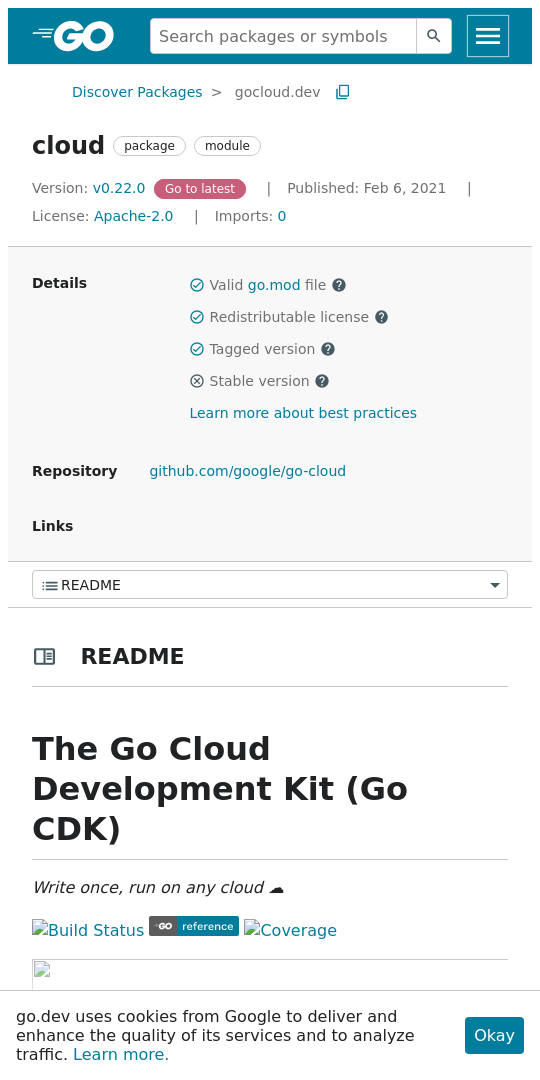 GO
Search packages or symbols
Discover Packages > gocloud.dev
cloud package module
Version: v0.22.0 Go to latest | Published: Feb 6, 2021 |
License: Apache-2.0 | Imports: 0
Details
Valid go.mod file
Redistributable license
Tagged version
Stable version
Learn more about best practices
Repository github.com/google/go-cloud
Links
README
README
The Go Cloud
Development Kit (Go
CDK)
Write once, run on any cloud ☁
Build Status GO reference Coverage
go.dev uses cookies from Google to deliver and
enhance the quality of its services and to analyze
traffic. Learn more.
Okay